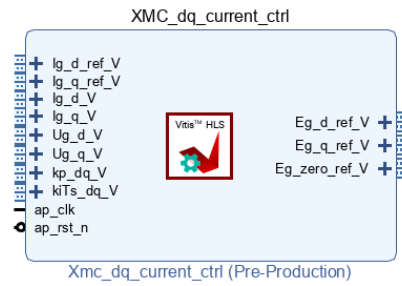 XMC_dq_current_ctrl
Ig_d_ref_V
Ig_q_ref_V
Ig_d_V
Ig_q_V
Ug_d_V
Ug_q_V
kp_dq_V
kiTs_dq_V
ap_clk
ap_rst_n
Vitis™ HLS
Eg_d_ref_V
Eg_q_ref_V
Eg_zero_ref_V
Xmc_dq_current_ctrl (Pre-Production)